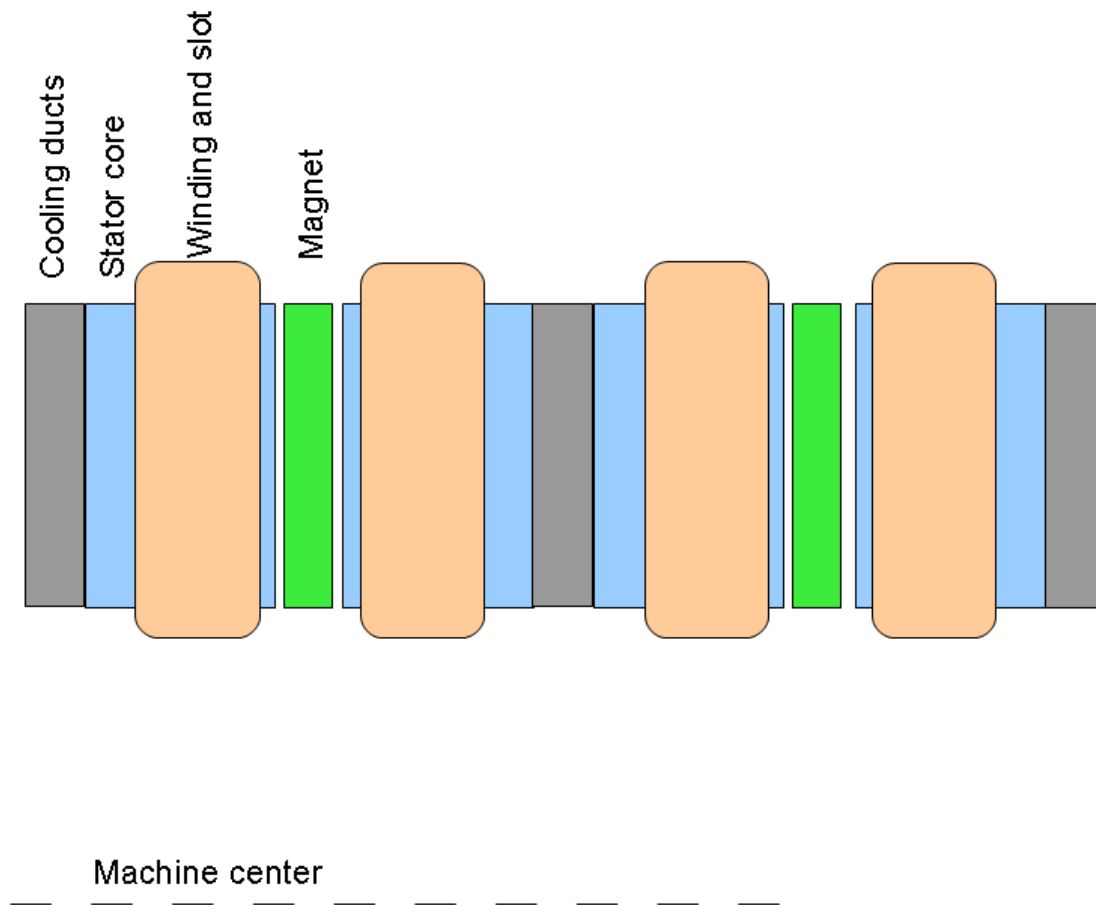 Cooling ducts
Stator core
Winding and slot
Magnet
Machine center